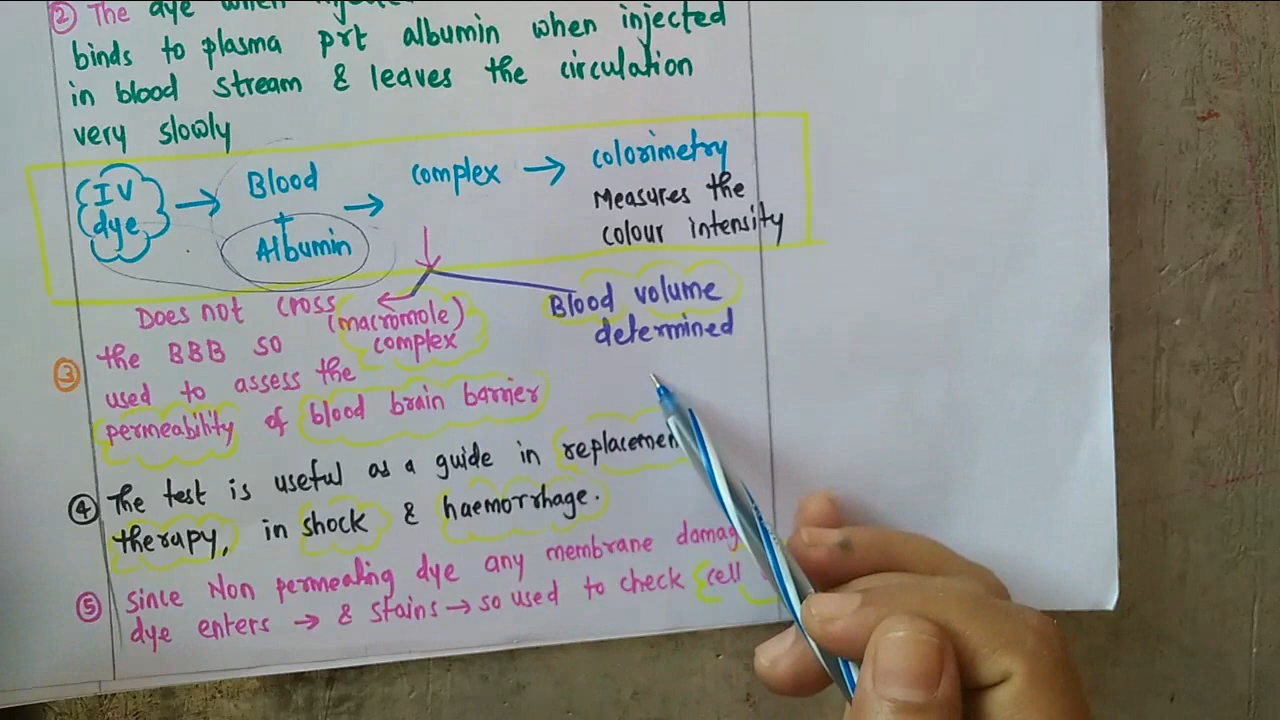 ② The dye when injected
binds to plasma prt albumin when injected
in blood stream & leaves the circulation
very slowly
IV dye → Blood + Albumin → complex → colorimetry
Measures the
colour intensity
Does not cross
the BBB so
(macromole)
complex
Blood volume
determined
③ used to assess the
permeability of blood brain barrier
④ The test is useful as a guide in
therapy, in shock & haemorrhage.
⑤ since Non permeating dye any membrane
dye enters → & stains → so used to check cell